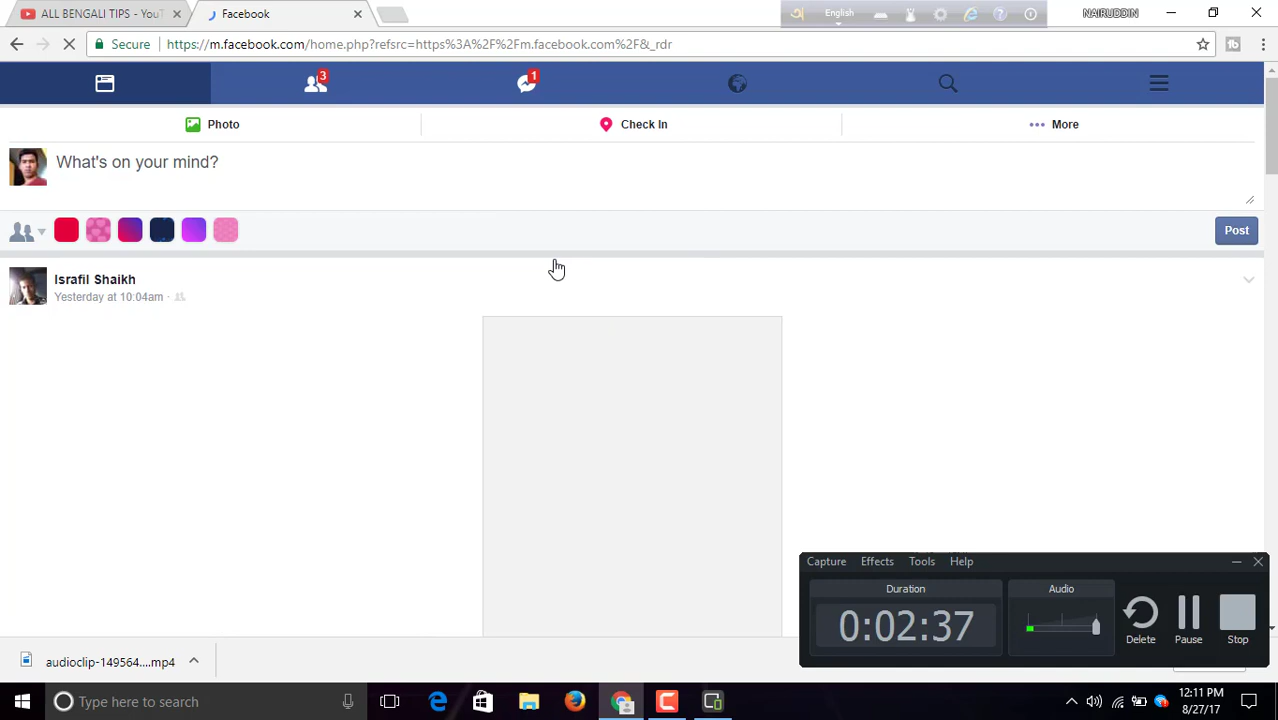 ALL BENGALI TIPS - YouT
Facebook
অ English
NAIRUDDIN
Secure
https://m.facebook.com/home.php?refsrc=https%3A%2F%2Fm.facebook.com%2F&_rdr
3
1
Photo
Check In
More
What's on your mind?
Post
Israfil Shaikh
Yesterday at 10:04am ·
Capture Effects Tools Help
Duration
Audio
0:02:37
Delete
Pause
Stop
audioclip-149564....mp4
Type here to search
12:11 PM
8/27/17